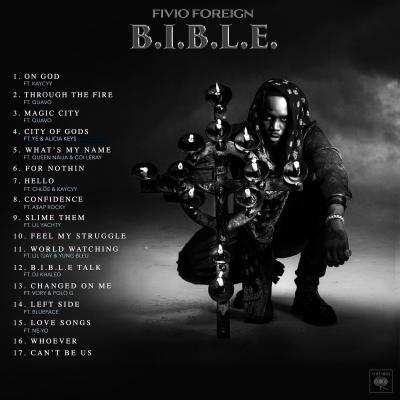 FIVIO FOREIGN
B.I.B.L.E.
1. ON GOD
FT. KAYCYY
2. THROUGH THE FIRE
FT. QUAVO
3. MAGIC CITY
FT. QUAVO
4. CITY OF GODS
FT. YE & ALICIA KEYS
5. WHAT'S MY NAME
FT. QUEEN NAIJA & COI LERAY
6. FOR NOTHIN
7. HELLO
FT. CHLÖE & KAYCYY
8. CONFIDENCE
FT. A$AP ROCKY
9. SLIME THEM
FT. LIL YACHTY
10. FEEL MY STRUGGLE
11. WORLD WATCHING
FT. LIL TJAY & YUNG BLEU
12. B.I.B.L.E TALK
FT. DJ KHALED
13. CHANGED ON ME
FT. VORY & POLO G
14. LEFT SIDE
FT. BLUEFACE
15. LOVE SONGS
FT. NE-YO
16. WHOEVER
17. CAN'T BE US
COLUMBIA